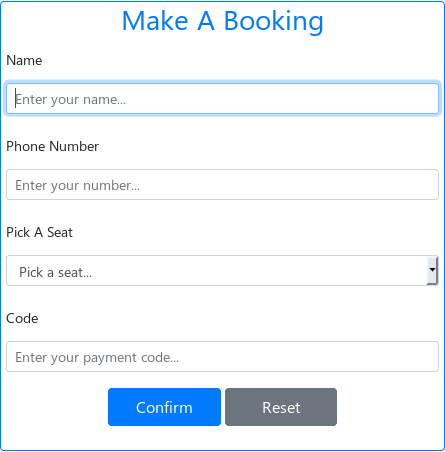 Make A Booking
Name
Enter your name...
Phone Number
Enter your number...
Pick A Seat
Pick a seat...
Code
Enter your payment code...
Confirm Reset